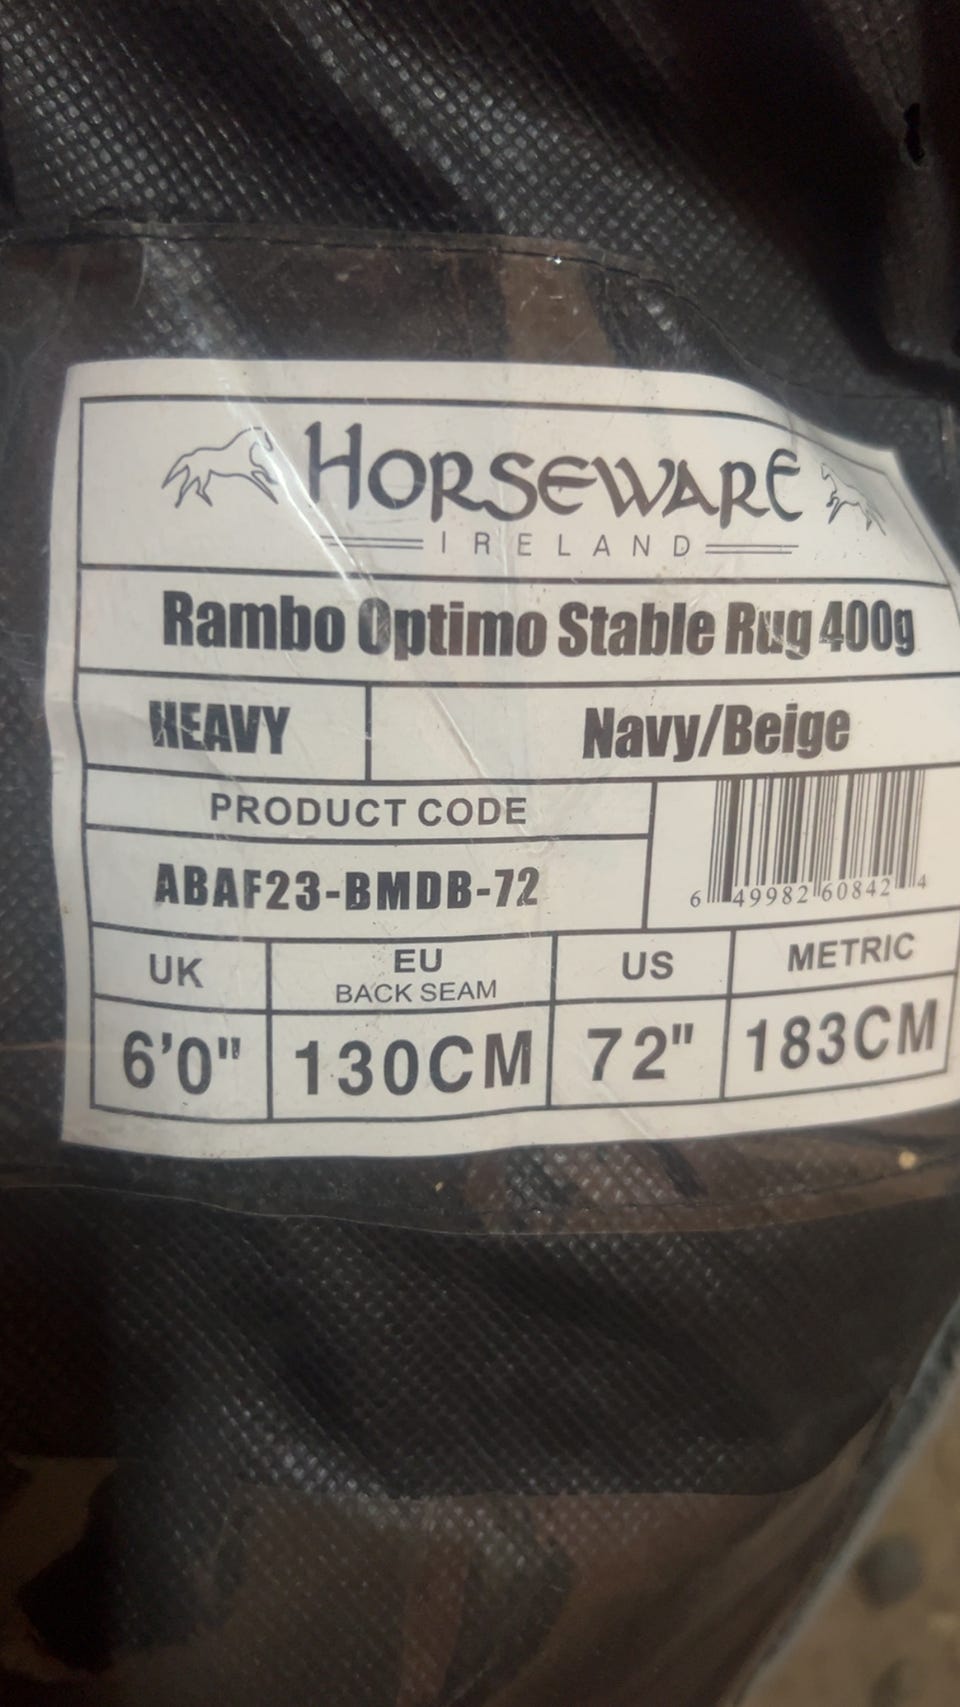 HORSEWARE
IRELAND
Rambo Optimo Stable Rug 400g
HEAVY
Navy/Beige
PRODUCT CODE
ABAF23-BMDB-72
6 49982 60842 4
UK
EU
BACK SEAM
US
METRIC
6'0"
130CM
72"
183CM